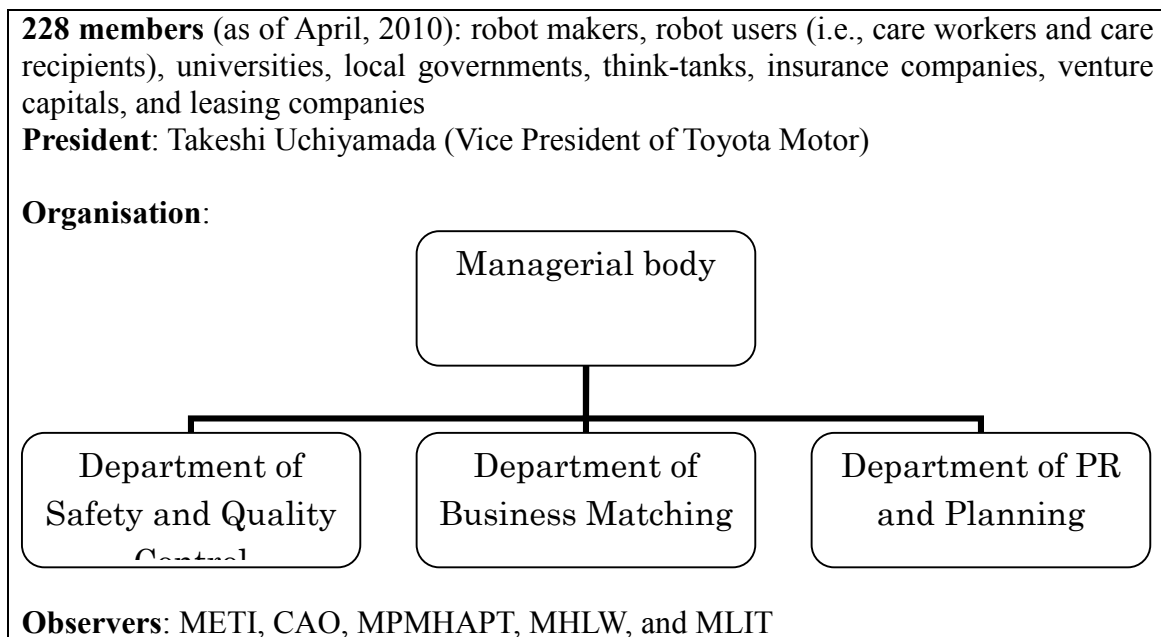 228 members (as of April, 2010): robot makers, robot users (i.e., care workers and care
recipients), universities, local governments, think-tanks, insurance companies, venture
capitals, and leasing companies
President: Takeshi Uchiyamada (Vice President of Toyota Motor)
Organisation:
Managerial body
Department of
Safety and Quality
Control
Department of
Business Matching
Department of PR
and Planning
Observers: METI, CAO, MPMHAPT, MHLW, and MLIT